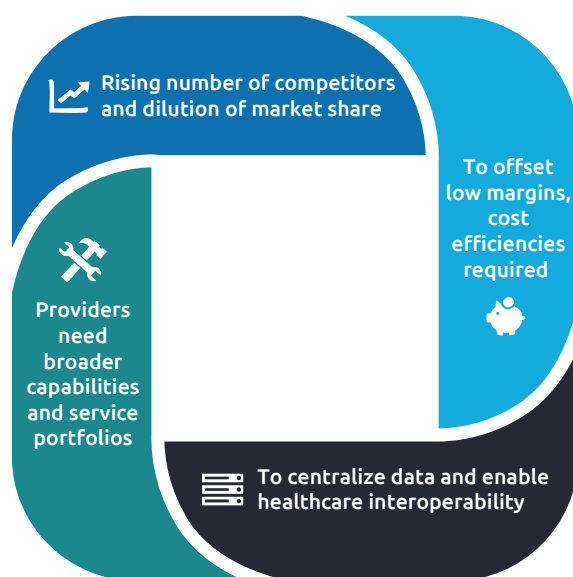 Rising number of competitors
and dilution of market share
To offset
low margins,
cost
efficiencies
required
To centralize data and enable
healthcare interoperability
Providers
need
broader
capabilities
and service
portfolios